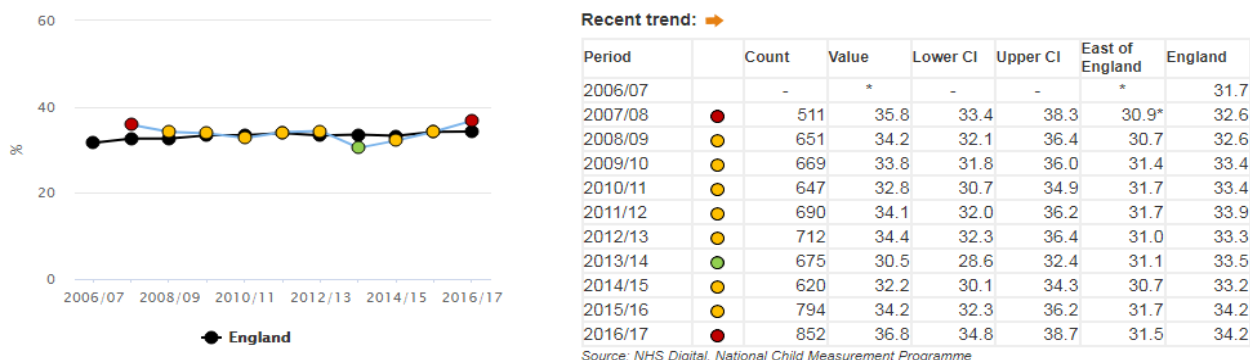 60
40
%
20
0
2006/07 2008/09 2010/11 2012/13 2014/15 2016/17
England
Recent trend:
Period Count Value Lower CI Upper CI East of England England
2006/07 - * - - * 31.7
2007/08 511 35.8 33.4 38.3 30.9* 32.6
2008/09 651 34.2 32.1 36.4 30.7 32.6
2009/10 669 33.8 31.8 36.0 31.4 33.4
2010/11 647 32.8 30.7 34.9 31.7 33.4
2011/12 690 34.1 32.0 36.2 31.7 33.9
2012/13 712 34.4 32.3 36.4 31.0 33.3
2013/14 675 30.5 28.6 32.4 31.1 33.5
2014/15 620 32.2 30.1 34.3 30.7 33.2
2015/16 794 34.2 32.3 36.2 31.7 34.2
2016/17 852 36.8 34.8 38.7 31.5 34.2
Source: NHS Digital, National Child Measurement Programme